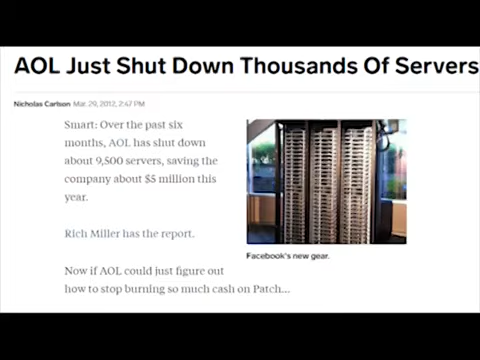 AOL Just Shut Down Thousands Of Servers
Nicholas Carlson Mar. 29, 2012, 2:47 PM
Smart: Over the past six
months, AOL has shut down
about 9,500 servers, saving the
company about $5 million this
year.
Rich Miller has the report.
Facebook's new gear.
Now if AOL could just figure out
how to stop burning so much cash on Patch...